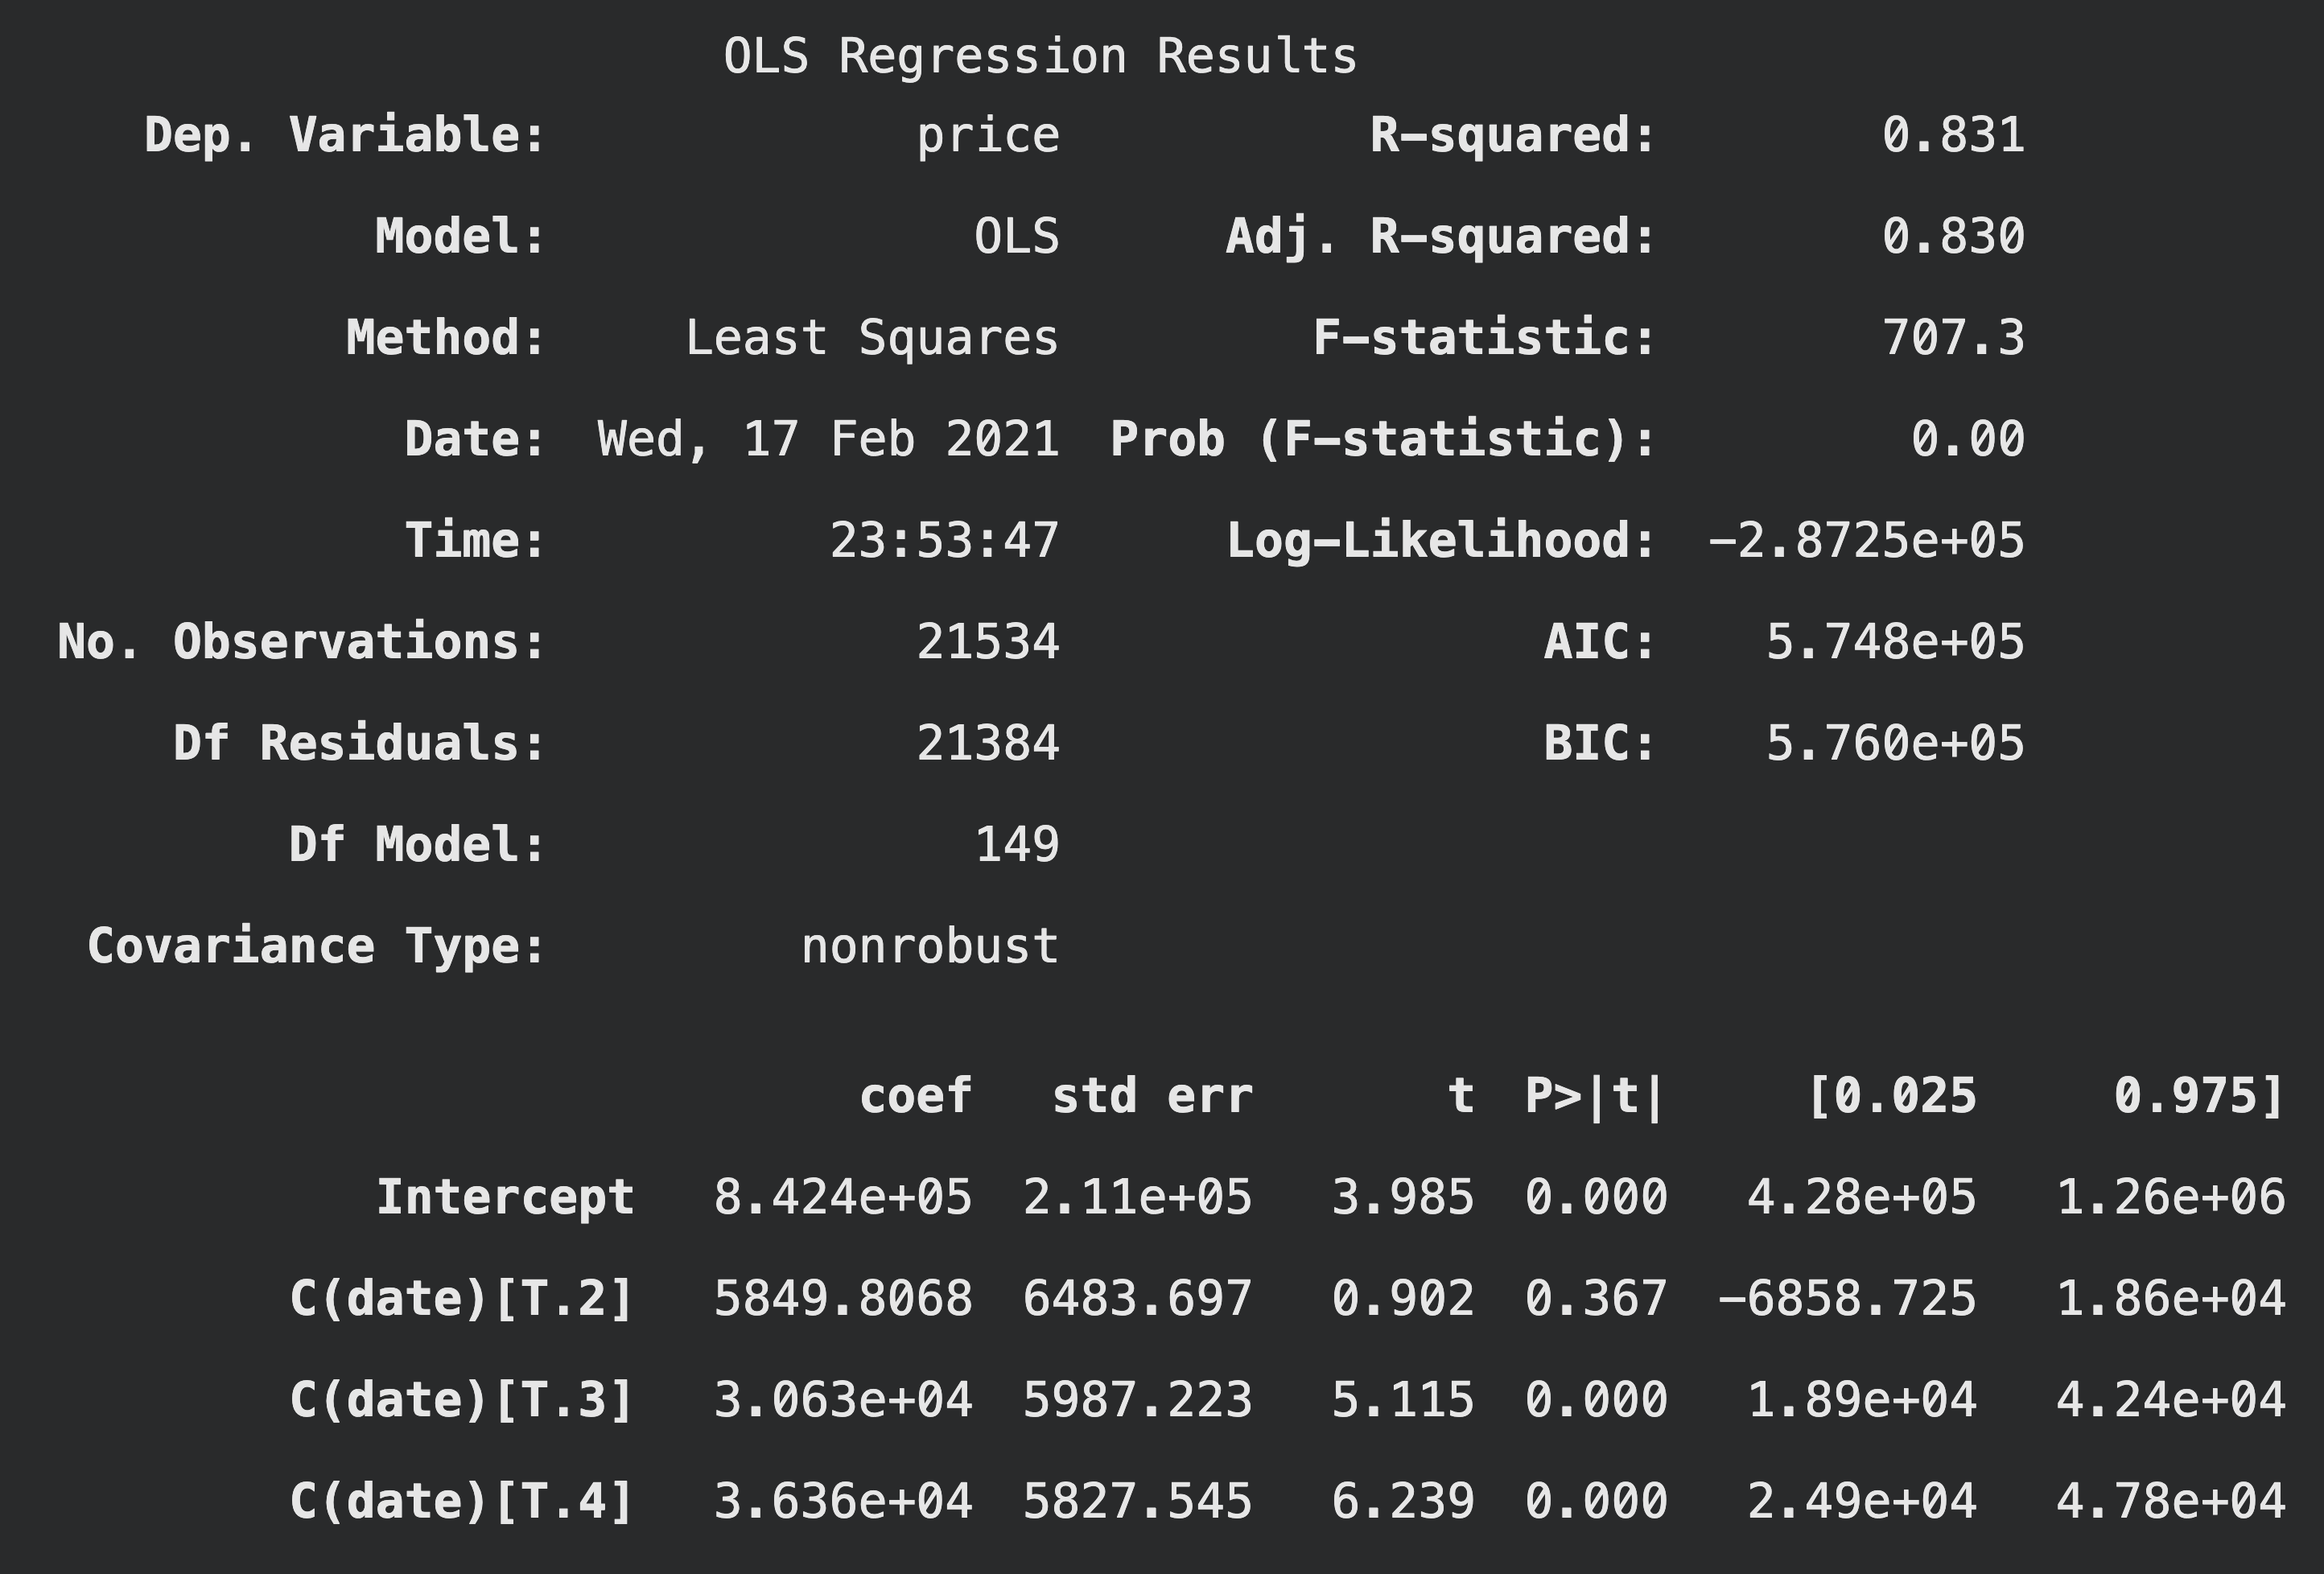 OLS Regression Results
Dep. Variable: price R-squared: 0.831
Model: OLS Adj. R-squared: 0.830
Method: Least Squares F-statistic: 707.3
Date: Wed, 17 Feb 2021 Prob (F-statistic): 0.00
Time: 23:53:47 Log-Likelihood: -2.8725e+05
No. Observations: 21534 AIC: 5.748e+05
Df Residuals: 21384 BIC: 5.760e+05
Df Model: 149
Covariance Type: nonrobust
coef std err t P>|t| [0.025 0.975]
Intercept 8.424e+05 2.11e+05 3.985 0.000 4.28e+05 1.26e+06
C(date)[T.2] 5849.8068 6483.697 0.902 0.367 -6858.725 1.86e+04
C(date)[T.3] 3.063e+04 5987.223 5.115 0.000 1.89e+04 4.24e+04
C(date)[T.4] 3.636e+04 5827.545 6.239 0.000 2.49e+04 4.78e+04